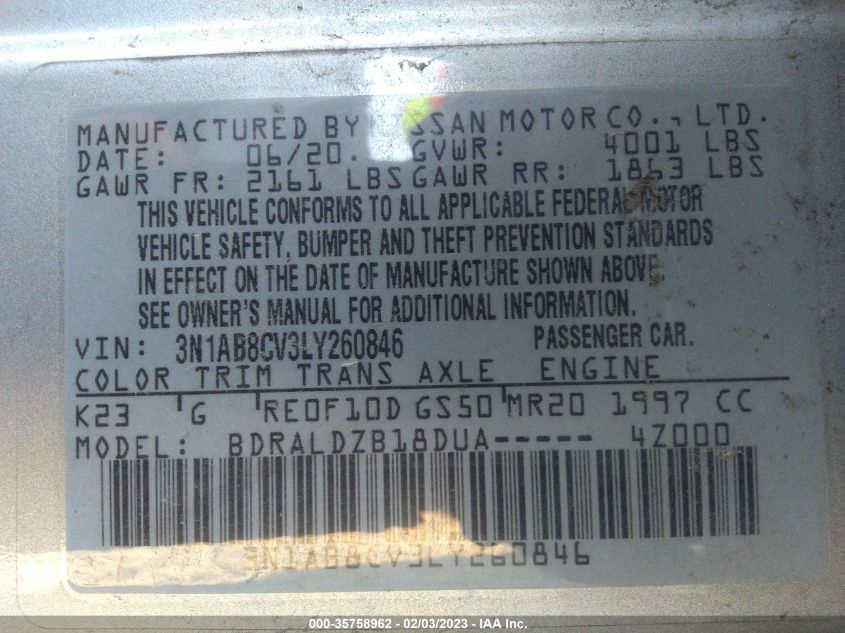 MANUFACTURED BY NISSAN MOTOR CO., LTD.
DATE: 06/20. GVWR: 4001 LBS
GAWR FR: 2161 LBS GAWR RR: 1863 LBS
THIS VEHICLE CONFORMS TO ALL APPLICABLE FEDERAL MOTOR
VEHICLE SAFETY, BUMPER AND THEFT PREVENTION STANDARDS
IN EFFECT ON THE DATE OF MANUFACTURE SHOWN ABOVE.
SEE OWNER'S MANUAL FOR ADDITIONAL INFORMATION.
VIN: 3N1AB8CV3LY260846 PASSENGER CAR.
COLOR TRIM TRANS AXLE ENGINE
K23 G RE0F10D GS50 MR20 1997 CC
MODEL: BDRALDZB18DUA----- 4Z000
3N1AB8CV3LY260846
000-35758962 - 02/03/2023 - IAA Inc.